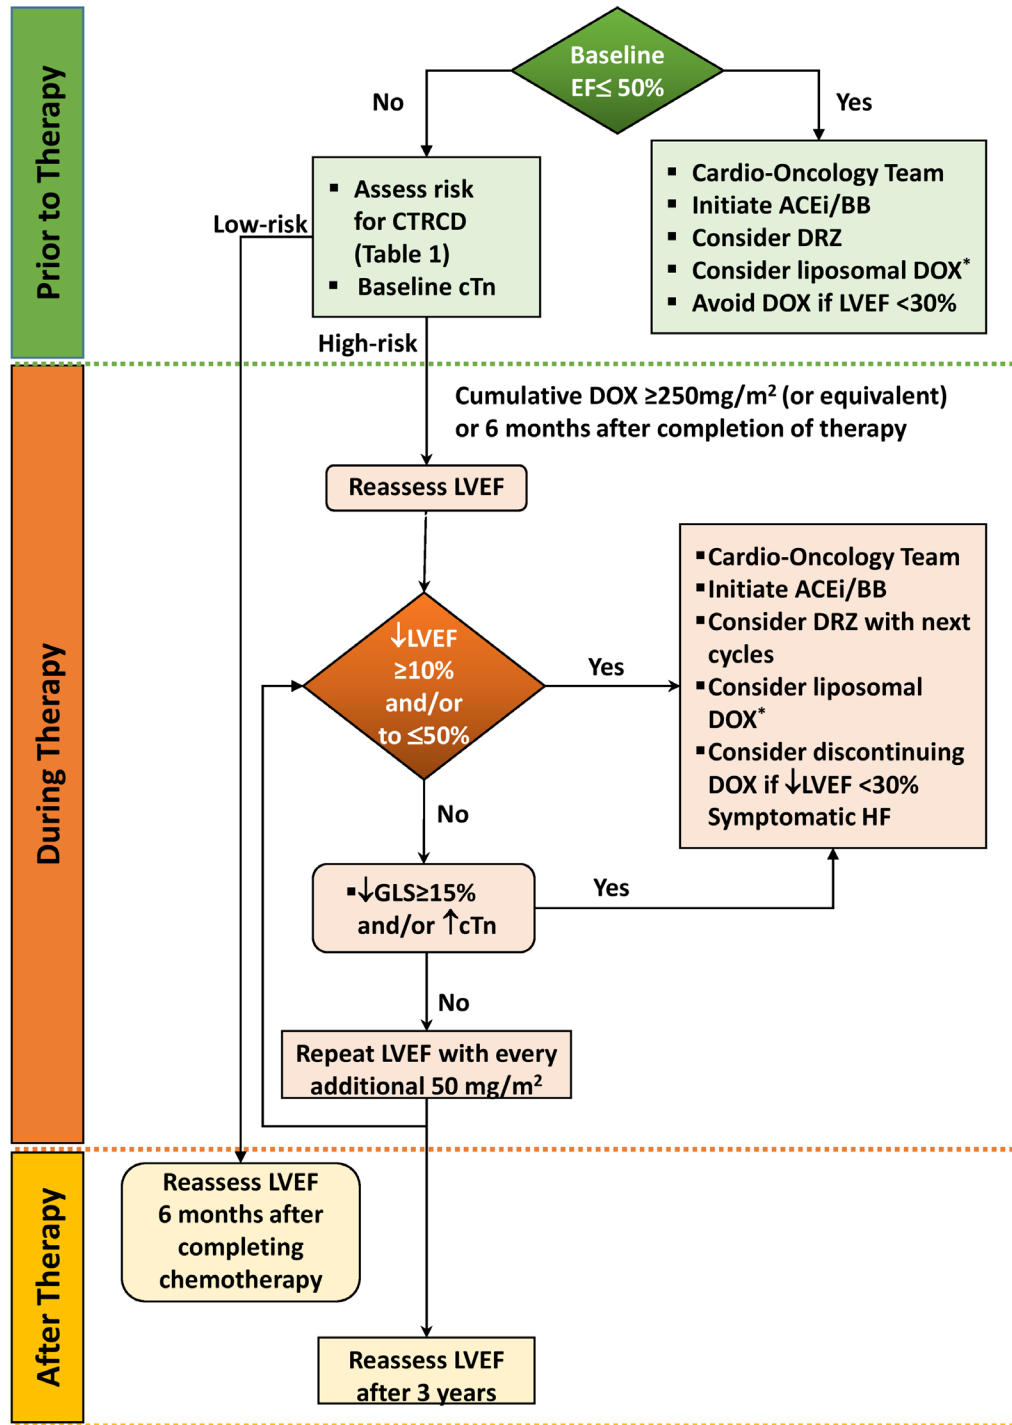 Prior to Therapy
Baseline
EF≤ 50%
No
Yes
▪ Assess risk
for CTRCD
(Table 1)
▪ Baseline cTn
▪ Cardio-Oncology Team
▪ Initiate ACEi/BB
▪ Consider DRZ
▪ Consider liposomal DOX*
▪ Avoid DOX if LVEF <30%
Low-risk
High-risk
During Therapy
Cumulative DOX ≥250mg/m² (or equivalent)
or 6 months after completion of therapy
Reassess LVEF
↓LVEF
≥10%
and/or
to ≤50%
Yes
▪Cardio-Oncology Team
▪Initiate ACEi/BB
▪Consider DRZ with next
cycles
▪Consider liposomal
DOX*
▪Consider discontinuing
DOX if ↓LVEF <30%
Symptomatic HF
No
▪↓GLS≥15%
and/or ↑cTn
Yes
No
Repeat LVEF with every
additional 50 mg/m²
After Therapy
Reassess LVEF
6 months after
completing
chemotherapy
Reassess LVEF
after 3 years